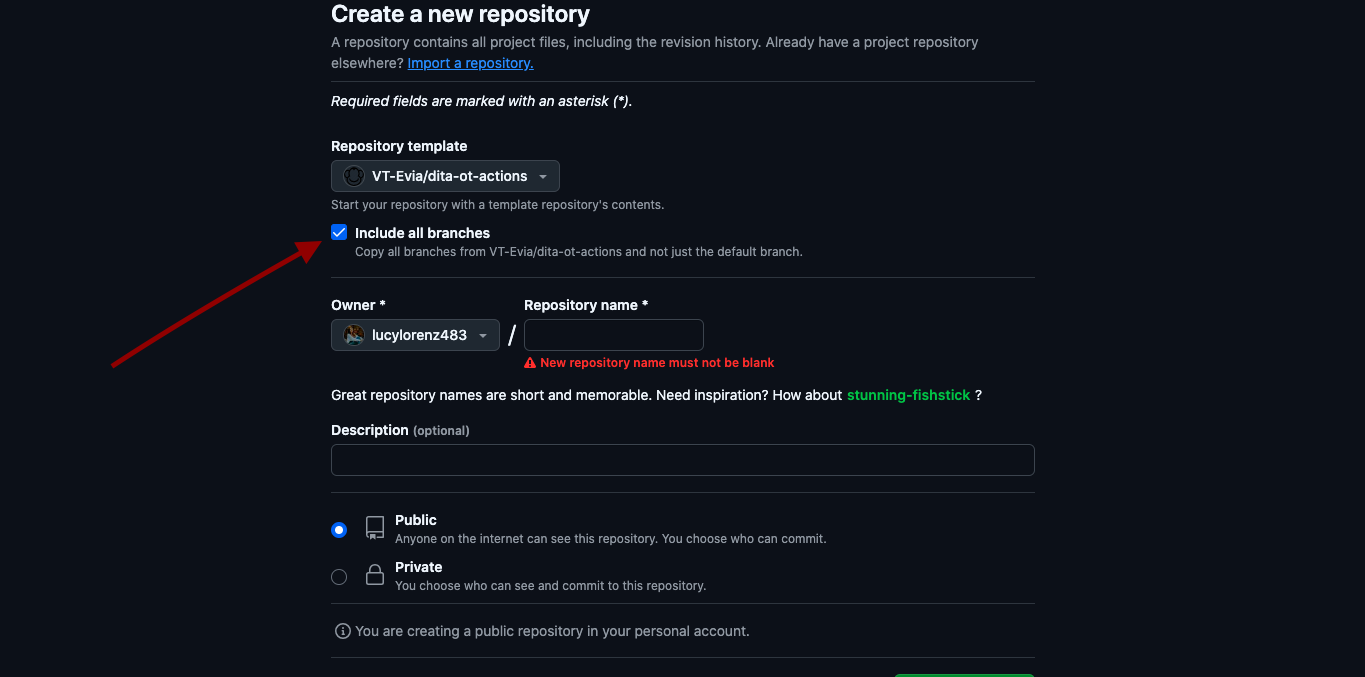 Create a new repository
A repository contains all project files, including the revision history. Already have a project repository
elsewhere? Import a repository.
Required fields are marked with an asterisk (*).
Repository template
VT-Evia/dita-ot-actions
Start your repository with a template repository's contents.
Include all branches
Copy all branches from VT-Evia/dita-ot-actions and not just the default branch.
Owner * Repository name *
lucylorenz483 /
New repository name must not be blank
Great repository names are short and memorable. Need inspiration? How about stunning-fishstick ?
Description (optional)
Public
Anyone on the internet can see this repository. You choose who can commit.
Private
You choose who can see and commit to this repository.
You are creating a public repository in your personal account.